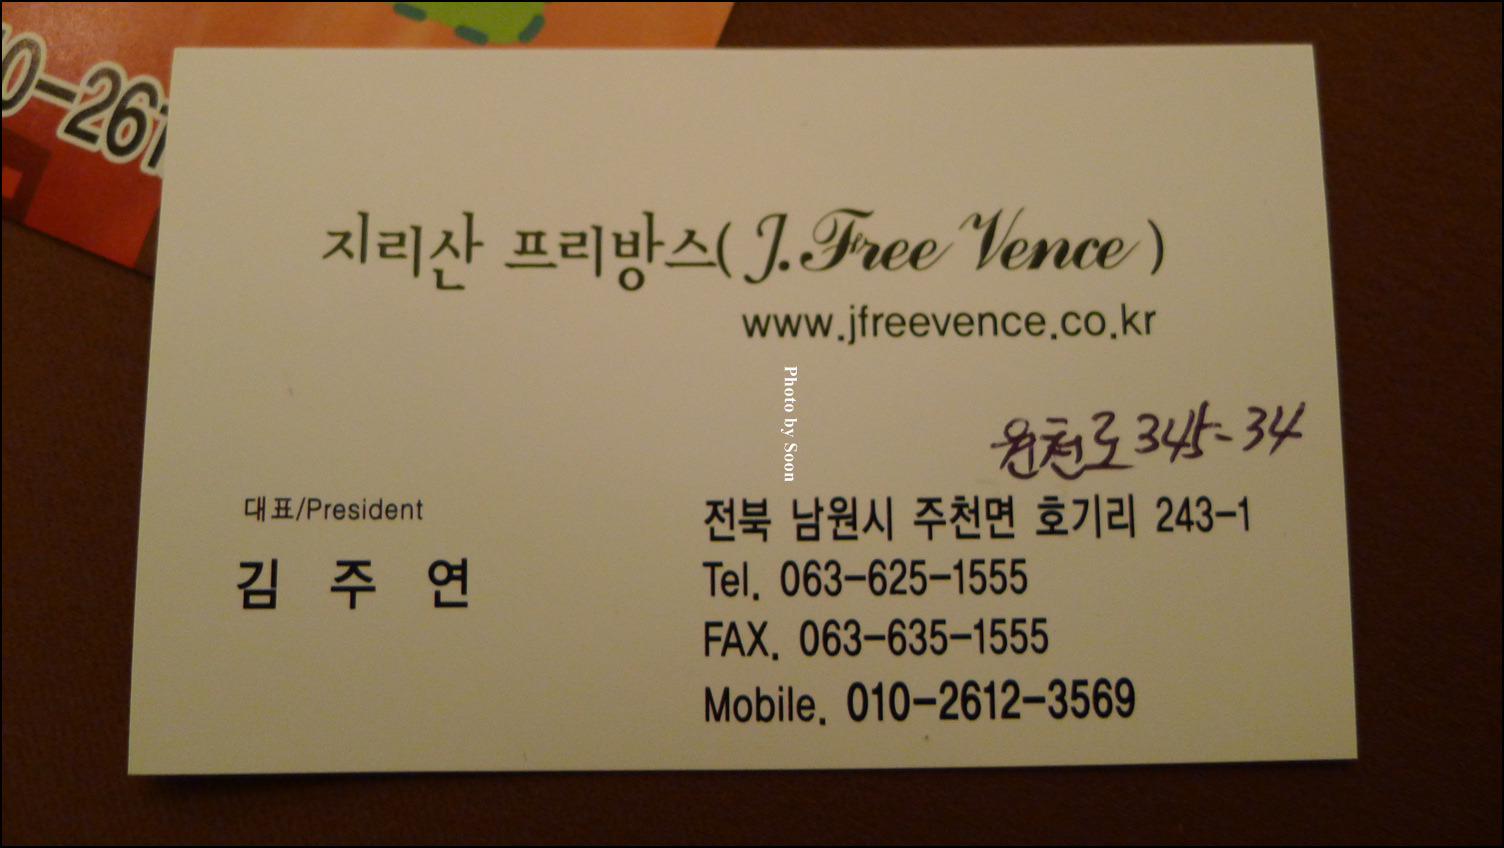 0-261
지리산 프리방스( J. Free Vence )
www.jfreevence.co.kr
Photo by Soon
원천로 345-34
대표/President
김 주 연
전북 남원시 주천면 호기리 243-1
Tel. 063-625-1555
FAX. 063-635-1555
Mobile. 010-2612-3569